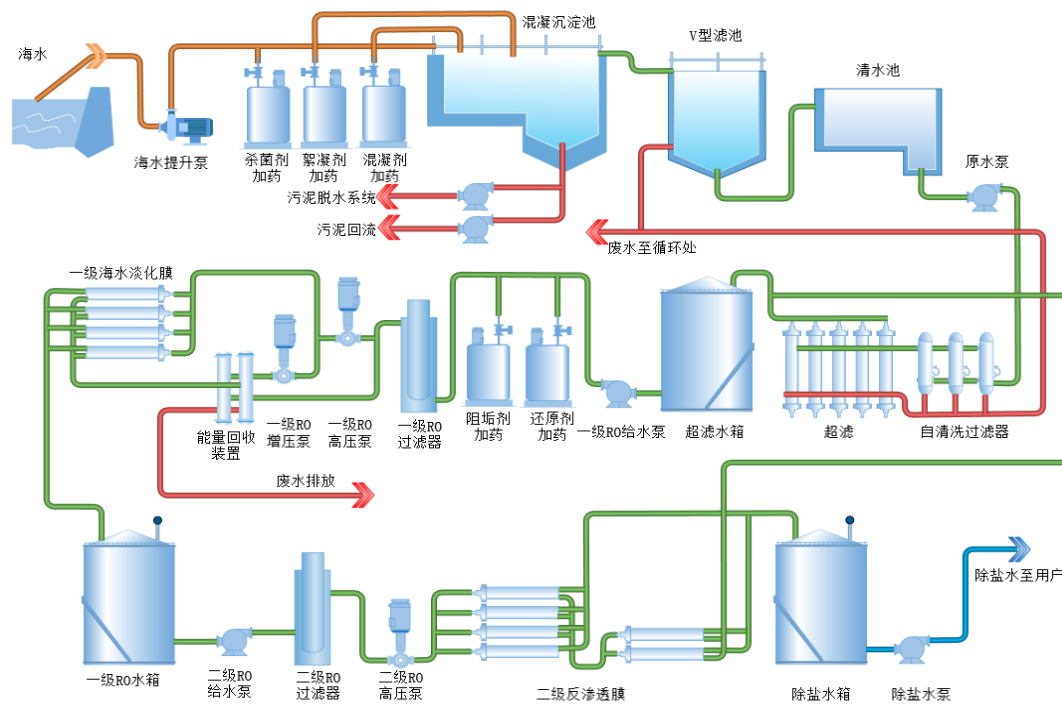 混凝沉淀池
V型滤池
海水
清水池
海水提升泵
杀菌剂
加药
絮凝剂
加药
混凝剂
加药
原水泵
污泥脱水系统
污泥回流
废水至循环处
一级海水淡化膜
能量回收
装置
一级RO
增压泵
一级RO
高压泵
一级RO
过滤器
阻垢剂
加药
还原剂
加药
一级RO给水泵
超滤水箱
超滤
自清洗过滤器
废水排放
除盐水至用户
一级RO水箱
二级RO
给水泵
二级RO
过滤器
二级RO
高压泵
二级反渗透膜
除盐水箱
除盐水泵